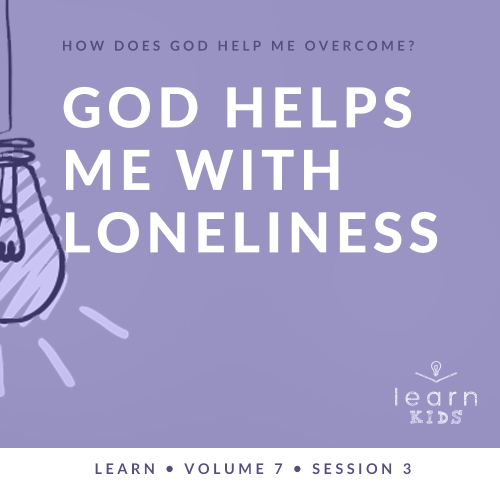 HOW DOES GOD HELP ME OVERCOME?
GOD HELPS
ME WITH
LONELINESS
learn
KIDS
LEARN • VOLUME 7 • SESSION 3